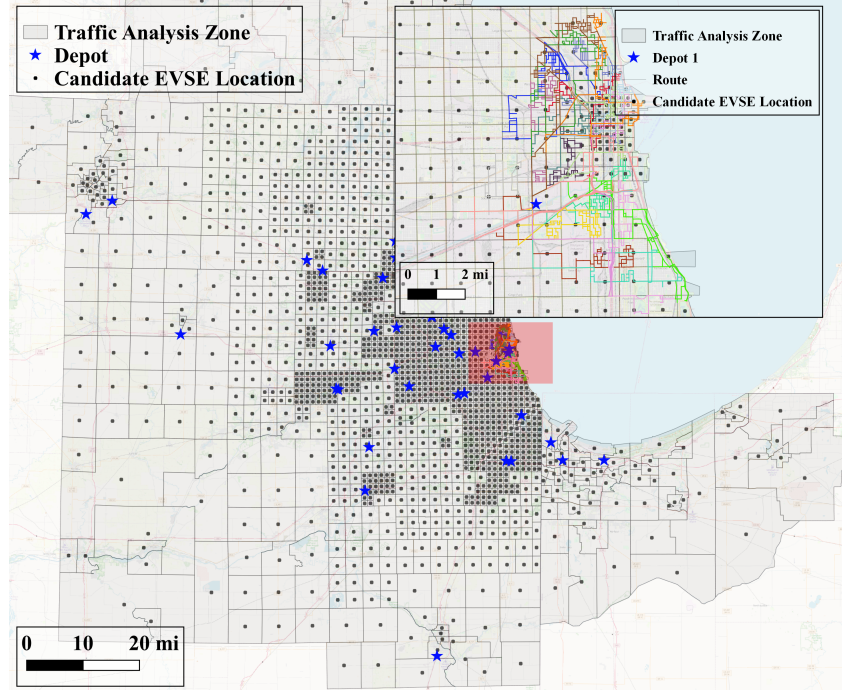 Traffic Analysis Zone
Depot
Candidate EVSE Location
Traffic Analysis Zone
Depot 1
Route
Candidate EVSE Location
0 1 2 mi
0 10 20 mi